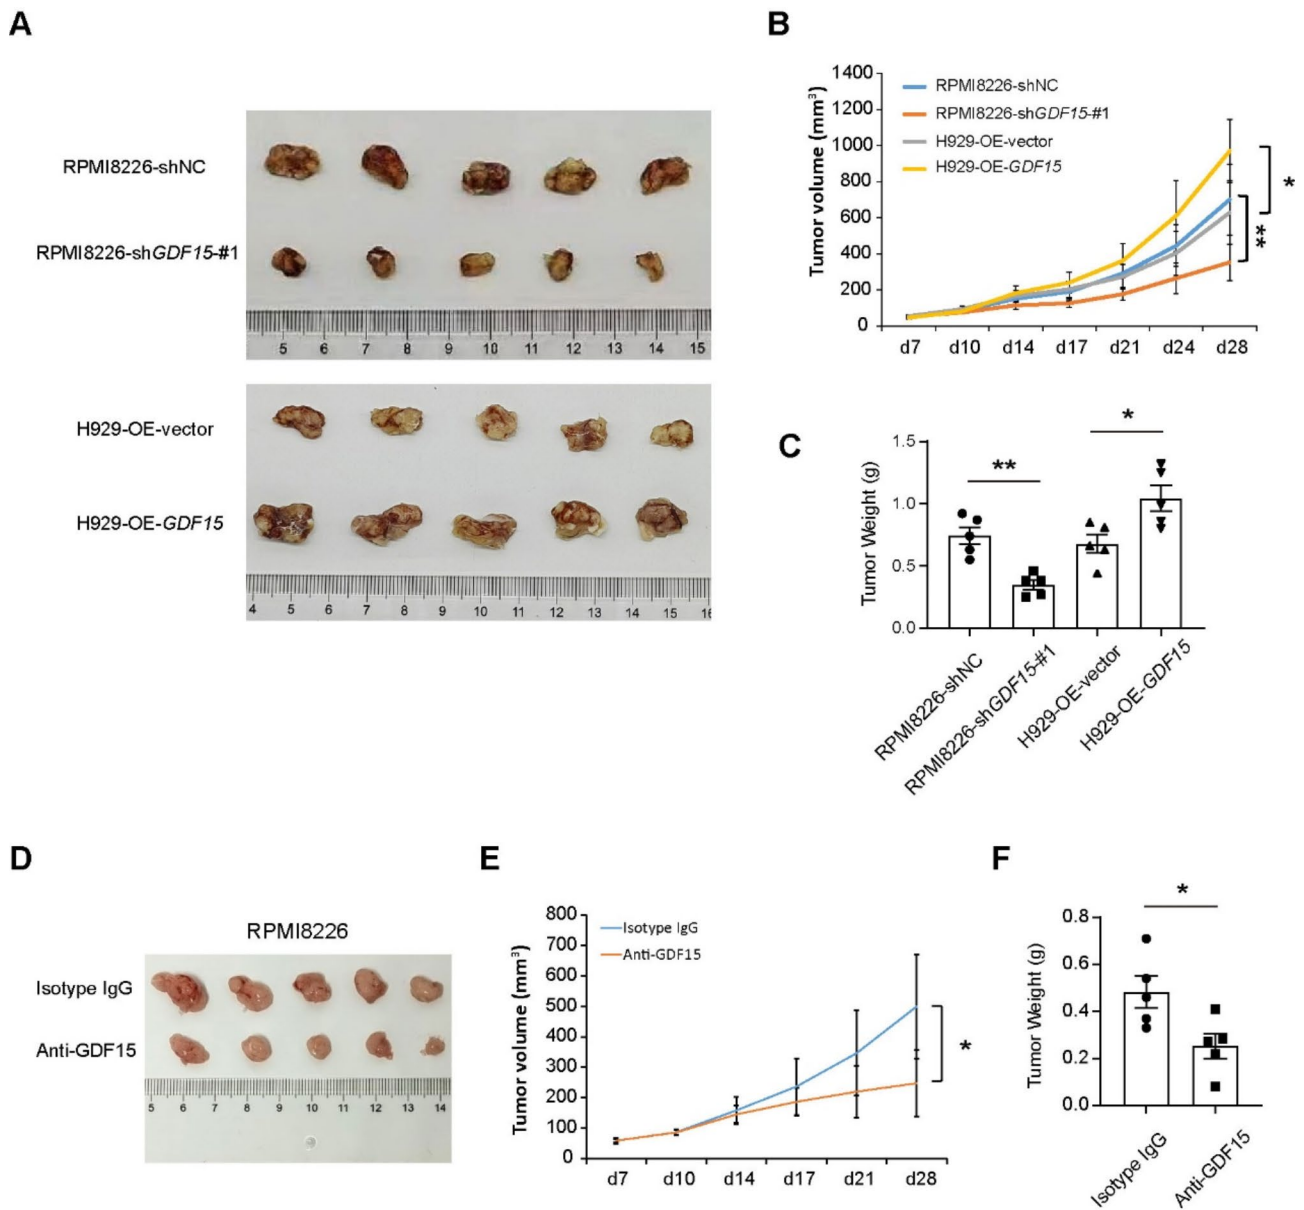 A
RPMI8226-shNC
RPMI8226-shGDF15-#1
5 6 7 8 9 10 11 12 13 14 15
H929-OE-vector
H929-OE-GDF15
4 5 6 7 8 9 10 11 12 13 14 15 16
B
Tumor volume (mm³)
1400
1200
1000
800
600
400
200
0
RPMI8226-shNC
RPMI8226-shGDF15-#1
H929-OE-vector
H929-OE-GDF15
*
**
d7 d10 d14 d17 d21 d24 d28
C
Tumor Weight (g)
1.5
1.0
0.5
0.0
**
*
RPMI8226-shNC
RPMI8226-shGDF15-#1
H929-OE-vector
H929-OE-GDF15
D
RPMI8226
Isotype IgG
Anti-GDF15
5 6 7 8 9 10 11 12 13 14
E
Tumor volume (mm³)
800
700
600
500
400
300
200
100
0
Isotype IgG
Anti-GDF15
*
d7 d10 d14 d17 d21 d28
F
Tumor Weight (g)
0.8
0.6
0.4
0.2
0.0
*
Isotype IgG
Anti-GDF15